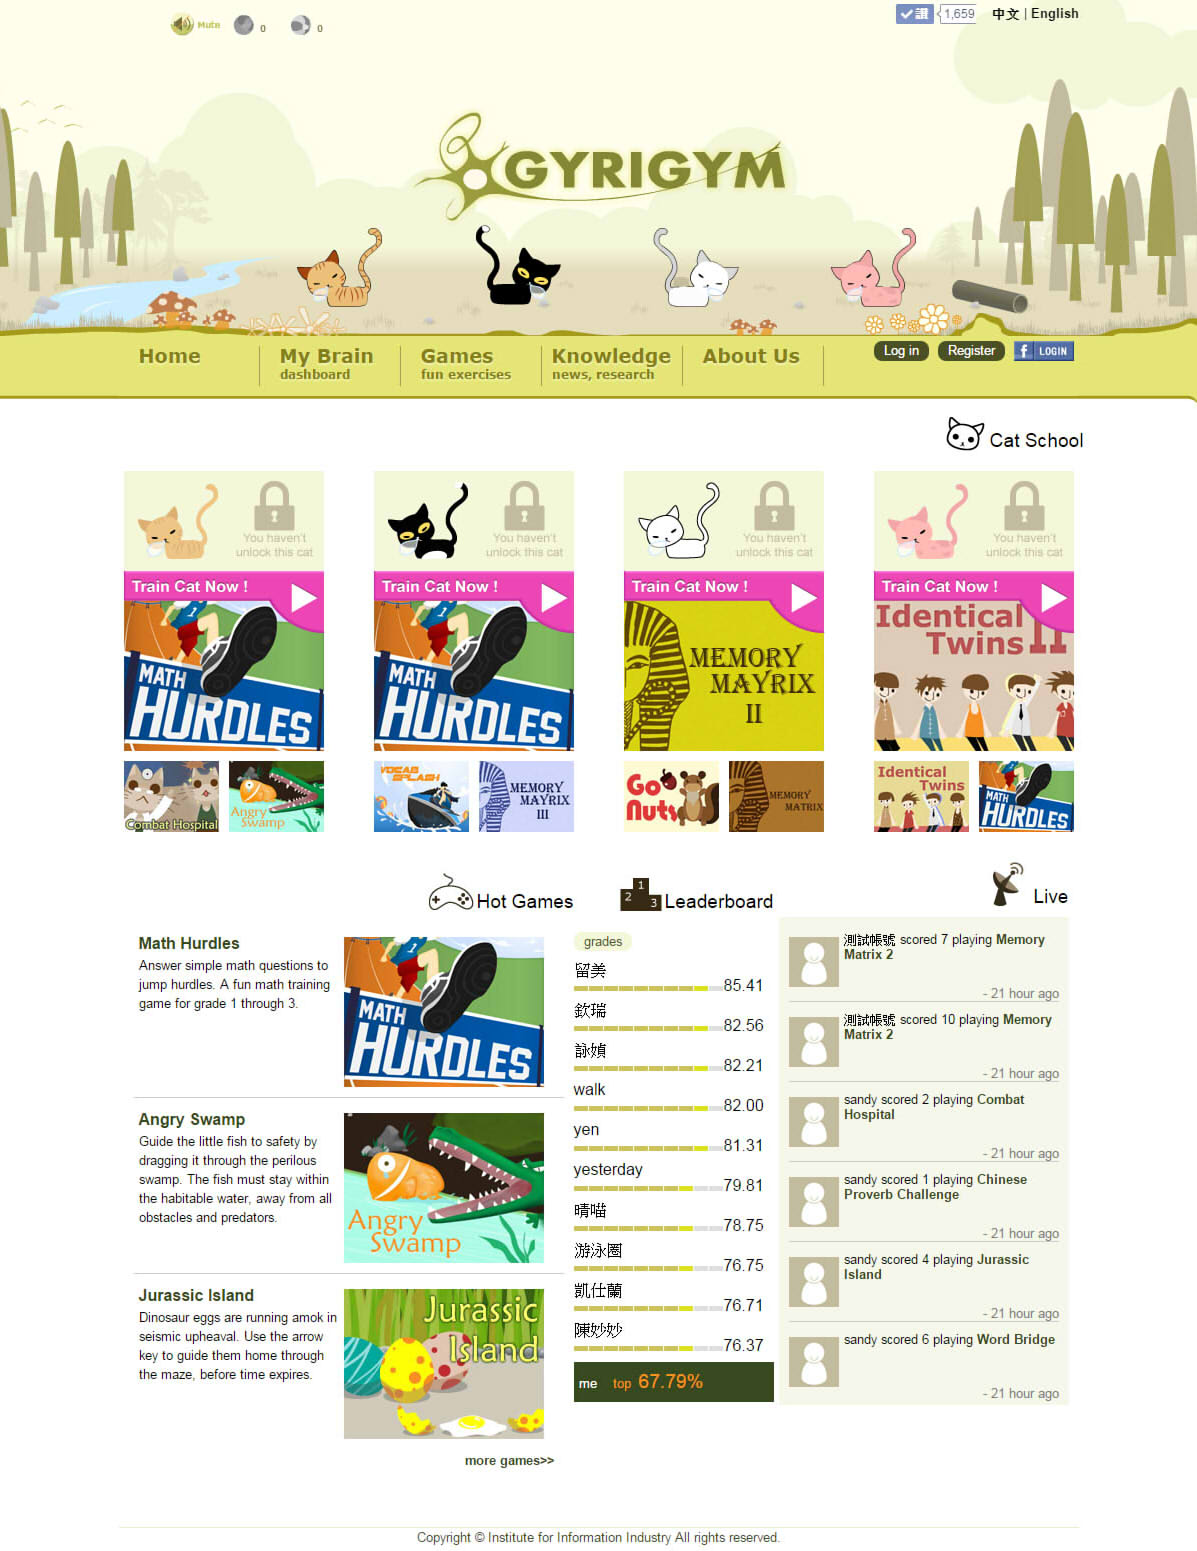 Mute 0 0
讚 1,659 中文 | English
GYRIGYM
Home
My Brain
dashboard
Games
fun exercises
Knowledge
news, research
About Us
Log in Register f LOGIN
Cat School
You haven't
unlock this cat
Train Cat Now !
MATH
HURDLES
Combat Hospital
Angry
Swamp
You haven't
unlock this cat
Train Cat Now !
MATH
HURDLES
VOCAB
SPLASH
MEMORY
MAYRIX
III
You haven't
unlock this cat
Train Cat Now !
MEMORY
MAYRIX
II
Go
Nuts
MEMORY
MATRIX
You haven't
unlock this cat
Train Cat Now !
Identical
Twins II
Identical
Twins
MATH
HURDLES
Hot Games
Math Hurdles
Answer simple math questions to
jump hurdles. A fun math training
game for grade 1 through 3.
MATH
HURDLES
Angry Swamp
Guide the little fish to safety by
dragging it through the perilous
swamp. The fish must stay within
the habitable water, away from all
obstacles and predators.
Angry
Swamp
Jurassic Island
Dinosaur eggs are running amok in
seismic upheaval. Use the arrow
key to guide them home through
the maze, before time expires.
Jurassic
Island
more games>>
1
2
3
Leaderboard
grades
留美
85.41
欽瑞
82.56
詠媜
82.21
walk
82.00
yen
81.31
yesterday
79.81
晴喵
78.75
游泳圈
76.75
凱仕蘭
76.71
陳妙妙
76.37
me top 67.79%
Live
測試帳號 scored 7 playing Memory
Matrix 2
- 21 hour ago
測試帳號 scored 10 playing Memory
Matrix 2
- 21 hour ago
sandy scored 2 playing Combat
Hospital
- 21 hour ago
sandy scored 1 playing Chinese
Proverb Challenge
- 21 hour ago
sandy scored 4 playing Jurassic
Island
- 21 hour ago
sandy scored 6 playing Word Bridge
- 21 hour ago
Copyright © Institute for Information Industry All rights reserved.